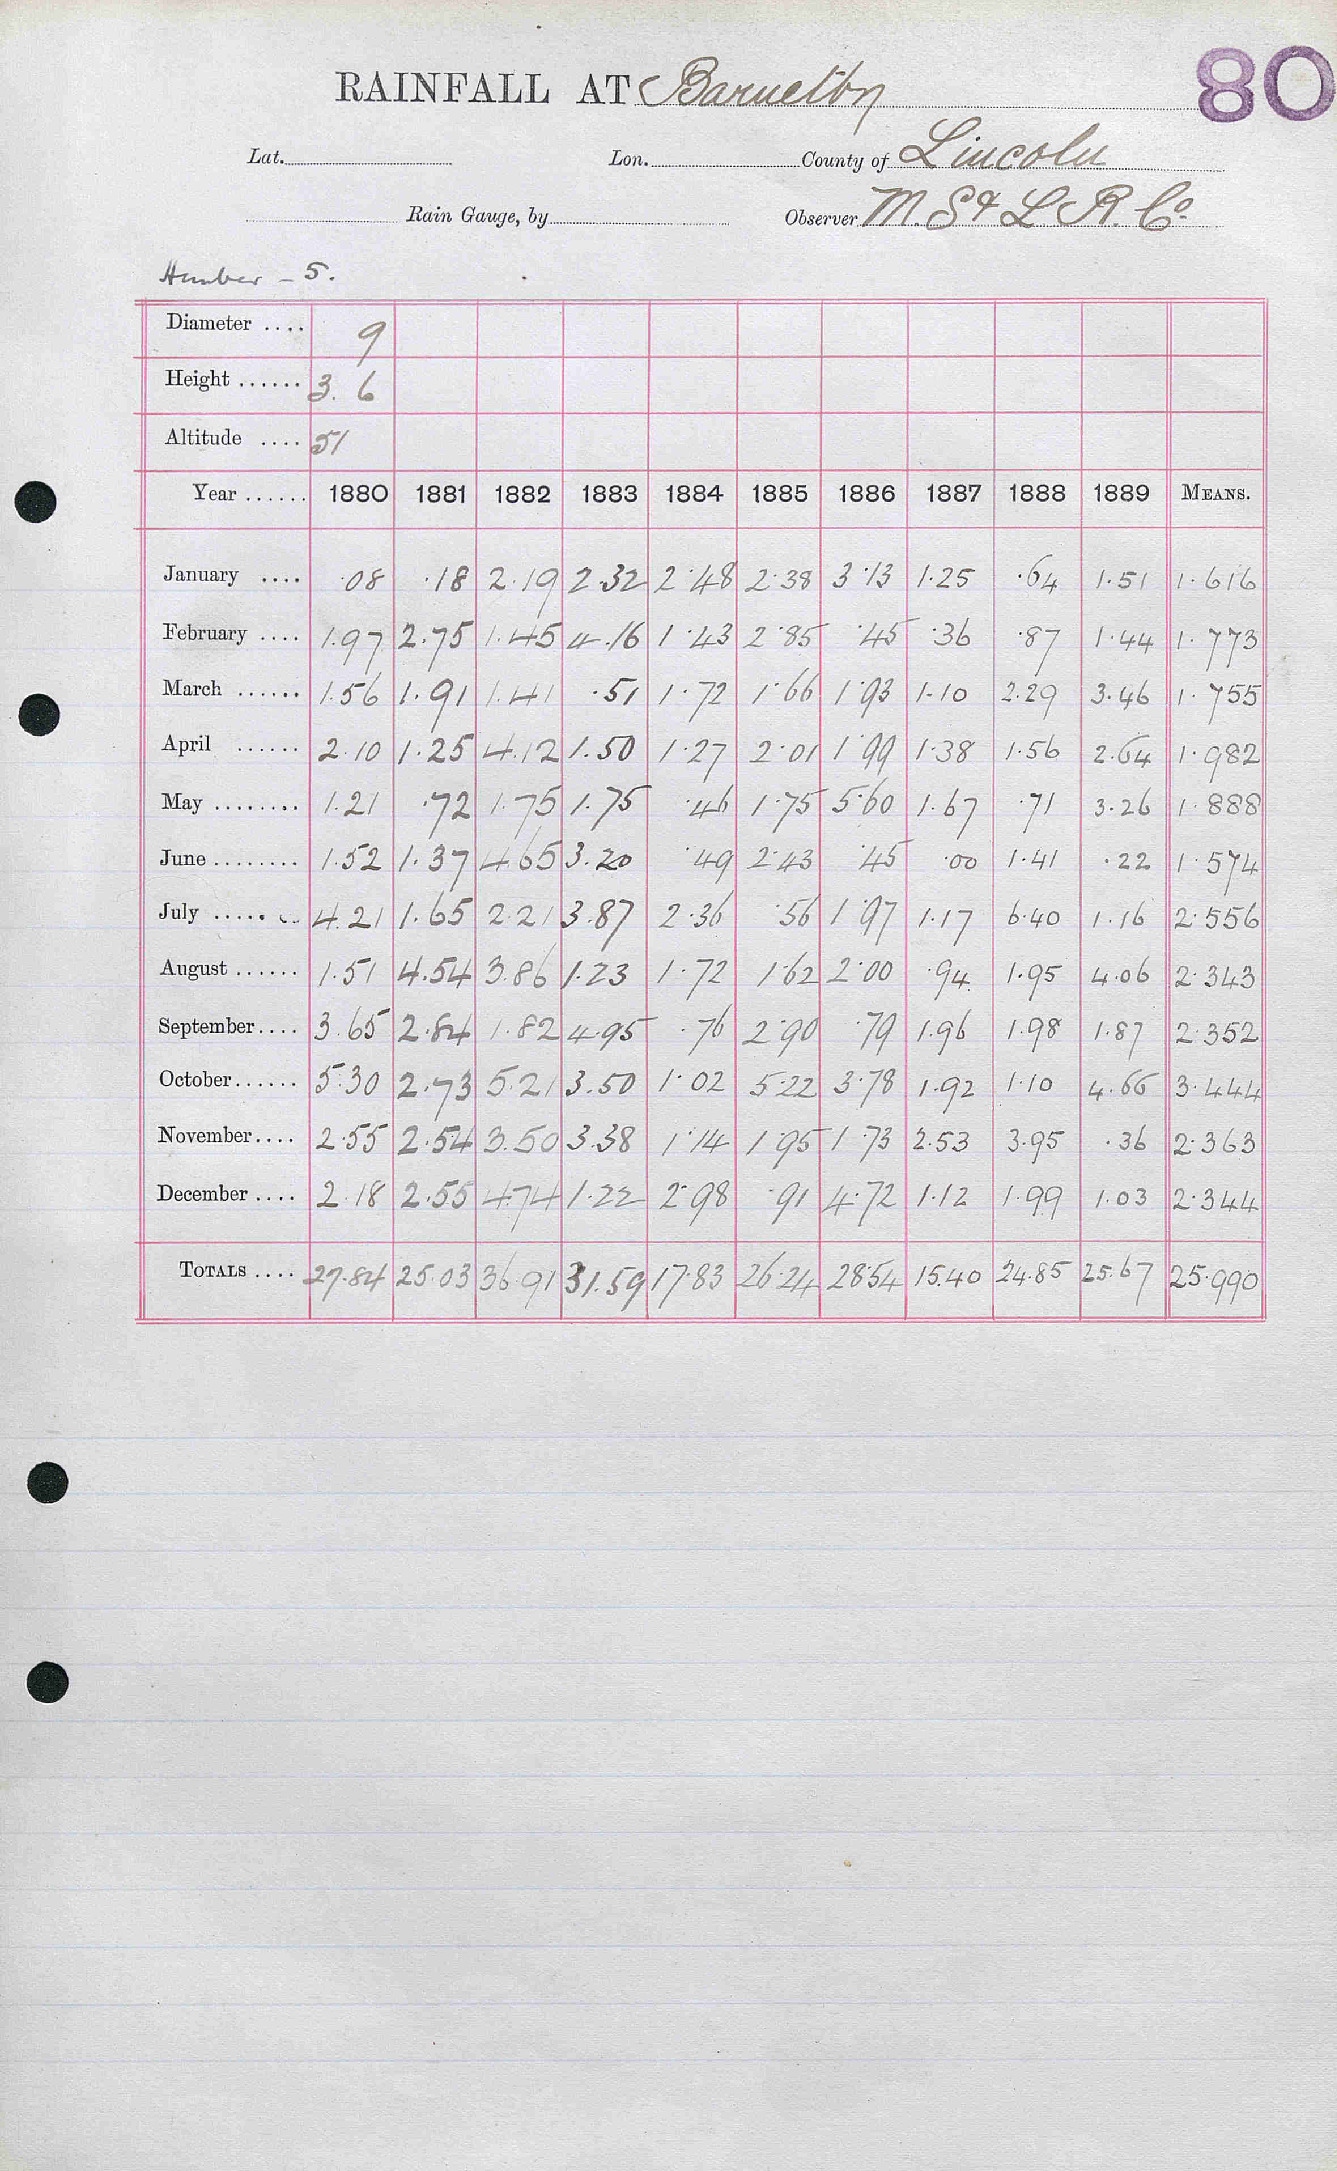 80
RAINFALL AT Barnetby
Lat. Lon. County of Lincoln
Rain Gauge, by Observer M. S & L R. Co.
Humber - 5.
Diameter .... 9
Height ...... 3. 6
Altitude .... 51
Year ...... 1880 1881 1882 1883 1884 1885 1886 1887 1888 1889 MEANS.
January .... .08 .18 2.19 2.32 2.48 2.38 3.13 1.25 .64 1.51 1.616
February .... 1.97 2.75 1.45 4.16 1.43 2.85 .45 .36 .87 1.44 1.773
March ...... 1.56 1.91 1.41 .51 1.72 1.66 1.93 1.10 2.29 3.46 1.755
April ...... 2.10 1.25 4.12 1.50 1.27 2.01 1.99 1.38 1.56 2.64 1.982
May ........ 1.21 .72 1.75 1.75 .46 1.75 5.60 1.67 .71 3.26 1.888
June ........ 1.52 1.37 4.65 3.20 .49 2.43 .45 .00 1.41 .22 1.574
July ........ 4.21 1.65 2.21 3.87 2.36 .56 1.97 1.17 6.40 1.16 2.556
August ...... 1.51 4.54 3.86 1.23 1.72 1.62 2.00 .94 1.95 4.06 2.343
September .... 3.65 2.84 1.82 4.95 .76 2.90 .79 1.96 1.98 1.87 2.352
October ...... 5.30 2.73 5.21 3.50 1.02 5.22 3.78 1.92 1.10 4.66 3.444
November .... 2.55 2.54 3.50 3.38 1.14 1.95 1.73 2.53 3.95 .36 2.363
December .... 2.18 2.55 4.74 1.22 2.98 .91 4.72 1.12 1.99 1.03 2.344
TOTALS .... 27.84 25.03 36.91 31.59 17.83 26.24 28.54 15.40 24.85 25.67 25.990